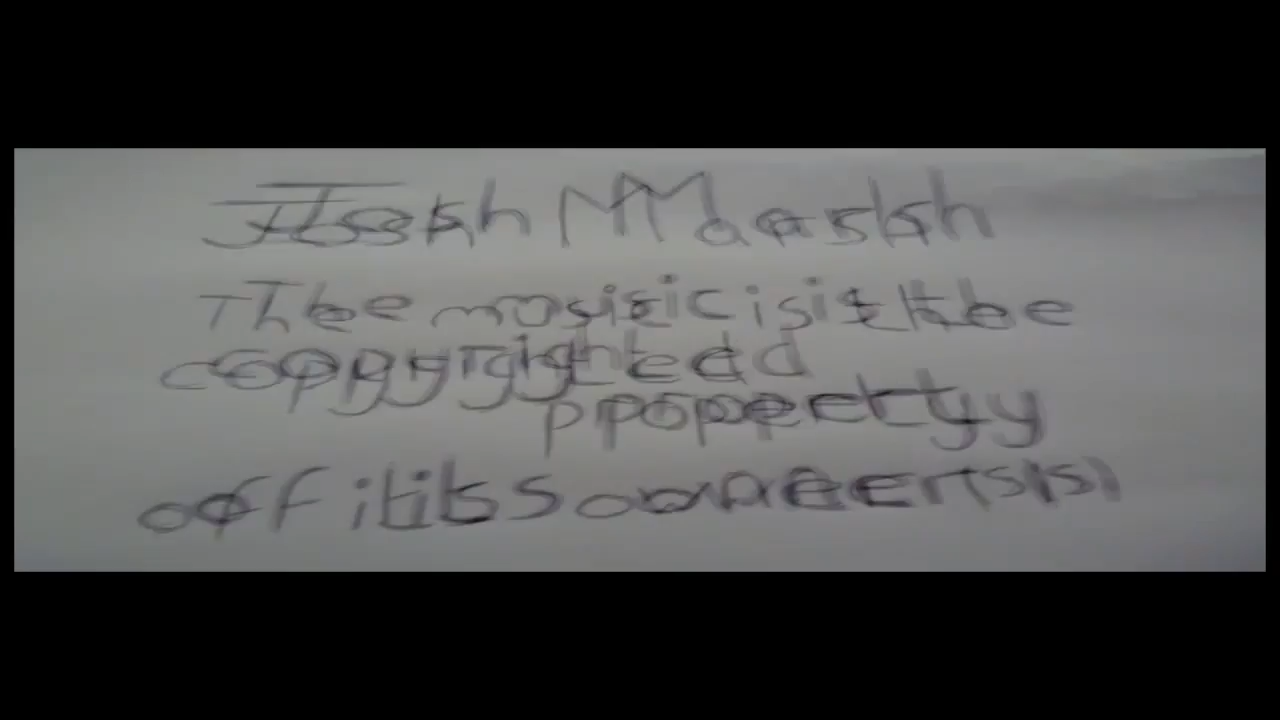 Josh Marsh
The music is the
copyrighted
property
of its owner(s)